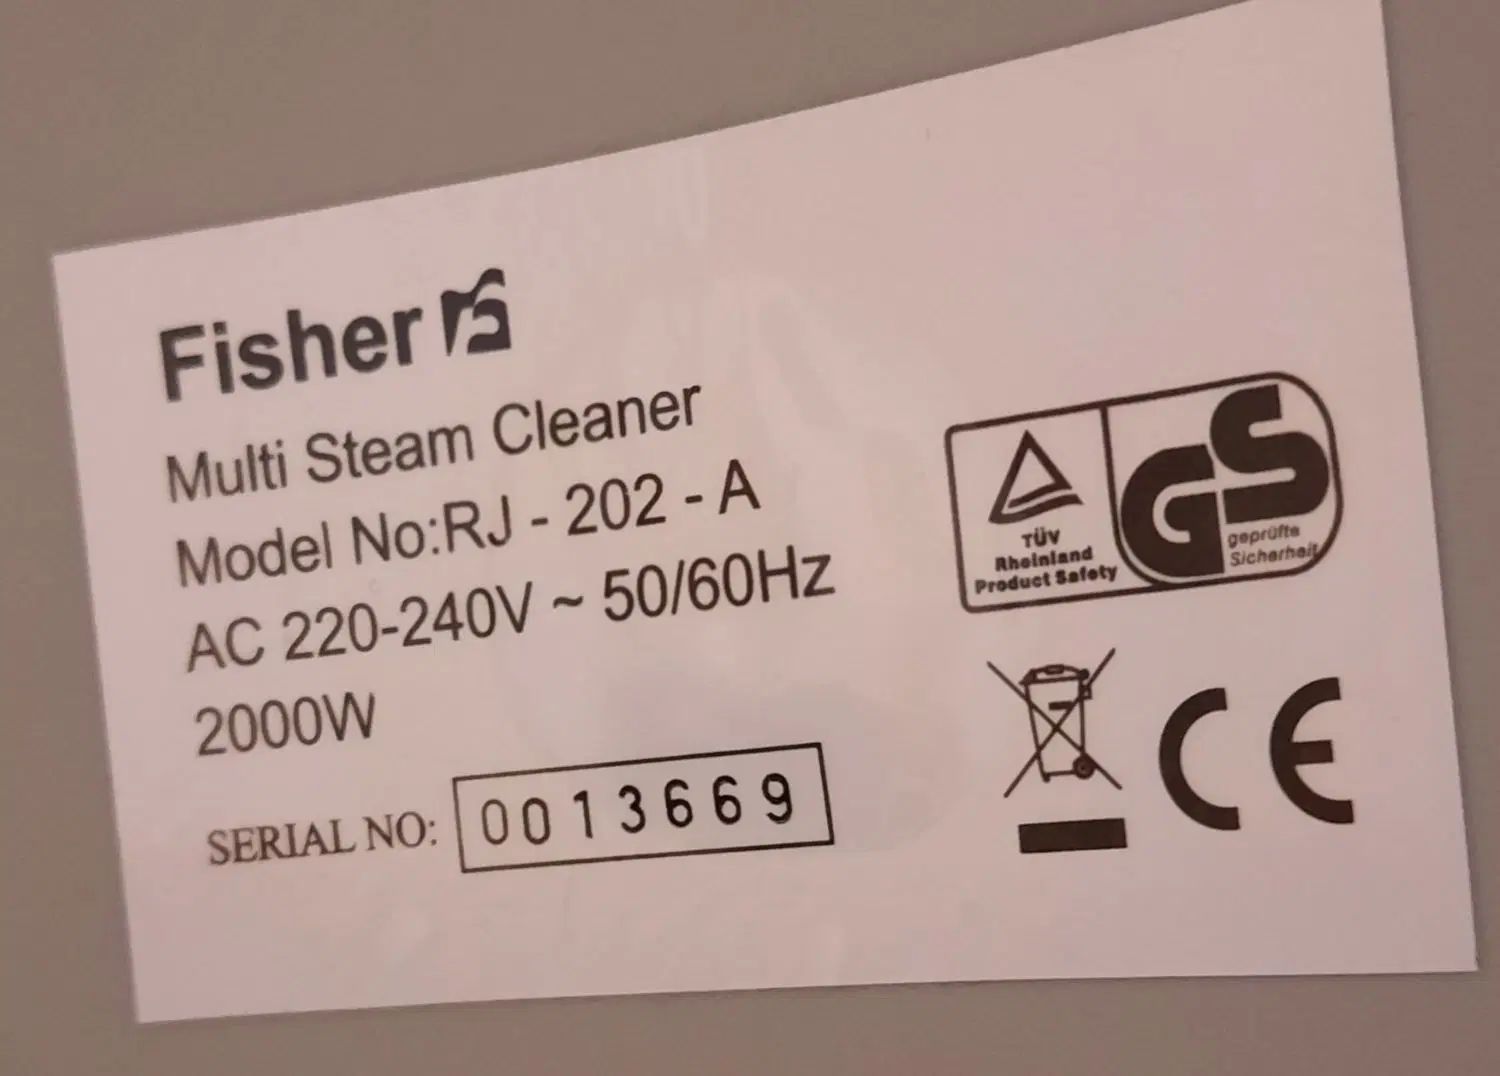 Fisher
Multi Steam Cleaner
Model No:RJ - 202 - A
AC 220-240V ~ 50/60Hz
2000W
SERIAL NO: 0013669
TÜV
Rheinland
Product Safety
GS
geprüfte
Sicherheit
CE